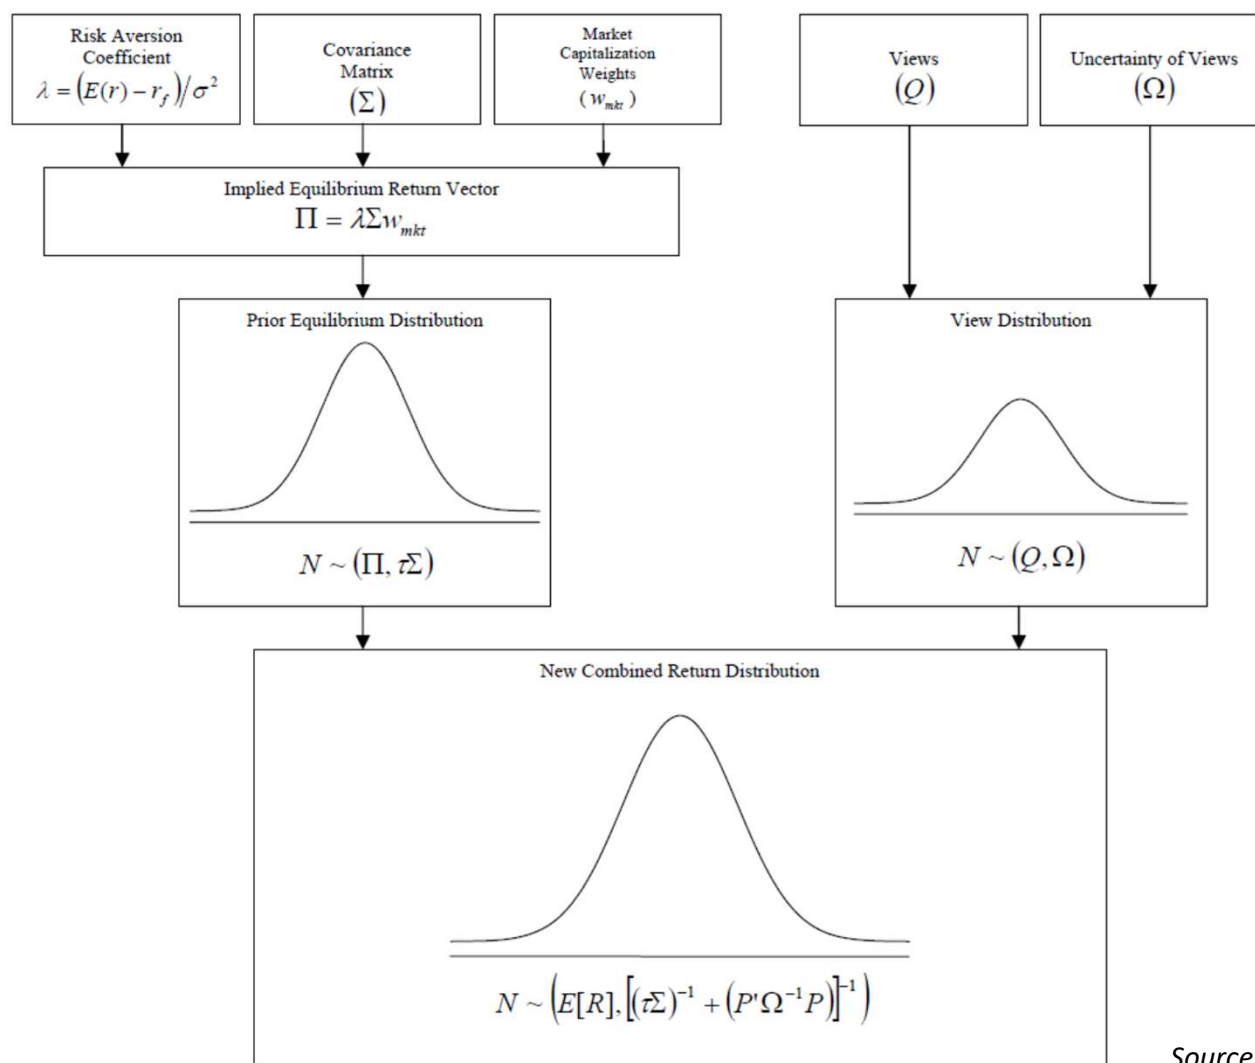 Risk Aversion
Coefficient
λ = (E(r) − r_f)/σ²
Covariance
Matrix
(Σ)
Market
Capitalization
Weights
(w_mkt)
Views
(Q)
Uncertainty of Views
(Ω)
Implied Equilibrium Return Vector
Π = λΣw_mkt
Prior Equilibrium Distribution
N ~ (Π, τΣ)
View Distribution
N ~ (Q, Ω)
New Combined Return Distribution
N ~ (E[R], [(τΣ)⁻¹ + (P'Ω⁻¹P)]⁻¹)
Source